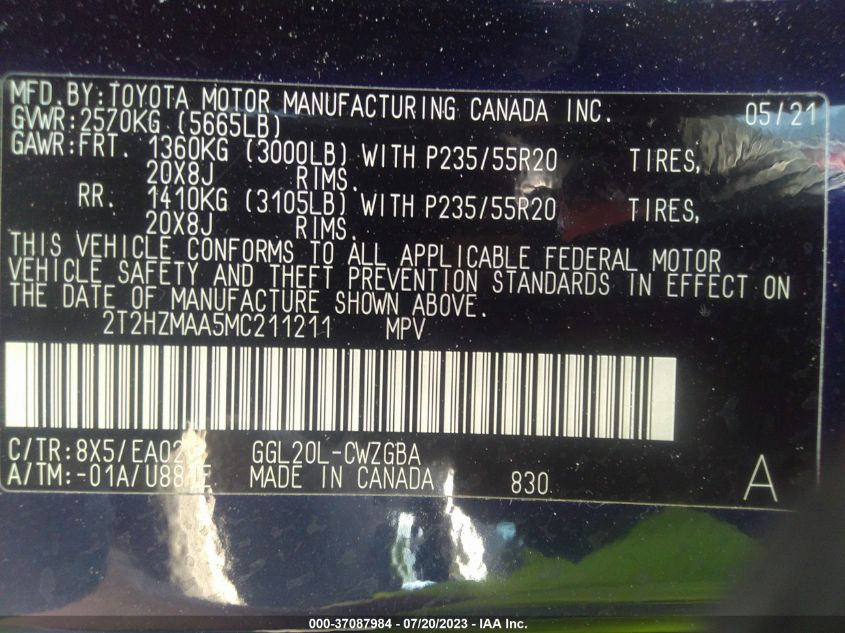 MFD.BY:TOYOTA MOTOR MANUFACTURING CANADA INC. 05/21
GVWR:2570KG (5665LB)
GAWR:FRT. 1360KG (3000LB) WITH P235/55R20 TIRES,
20X8J RIMS.
RR. 1410KG (3105LB) WITH P235/55R20 TIRES,
20X8J RIMS.
THIS VEHICLE CONFORMS TO ALL APPLICABLE FEDERAL MOTOR
VEHICLE SAFETY AND THEFT PREVENTION STANDARDS IN EFFECT ON
THE DATE OF MANUFACTURE SHOWN ABOVE.
2T2HZMAA5MC211211 MPV
C/TR:8X5/ GGL20L-CWZGBA
A/TM:-01A/ MADE IN CANADA 830 A
000-37087984 - 07/20/2023 - IAA Inc.